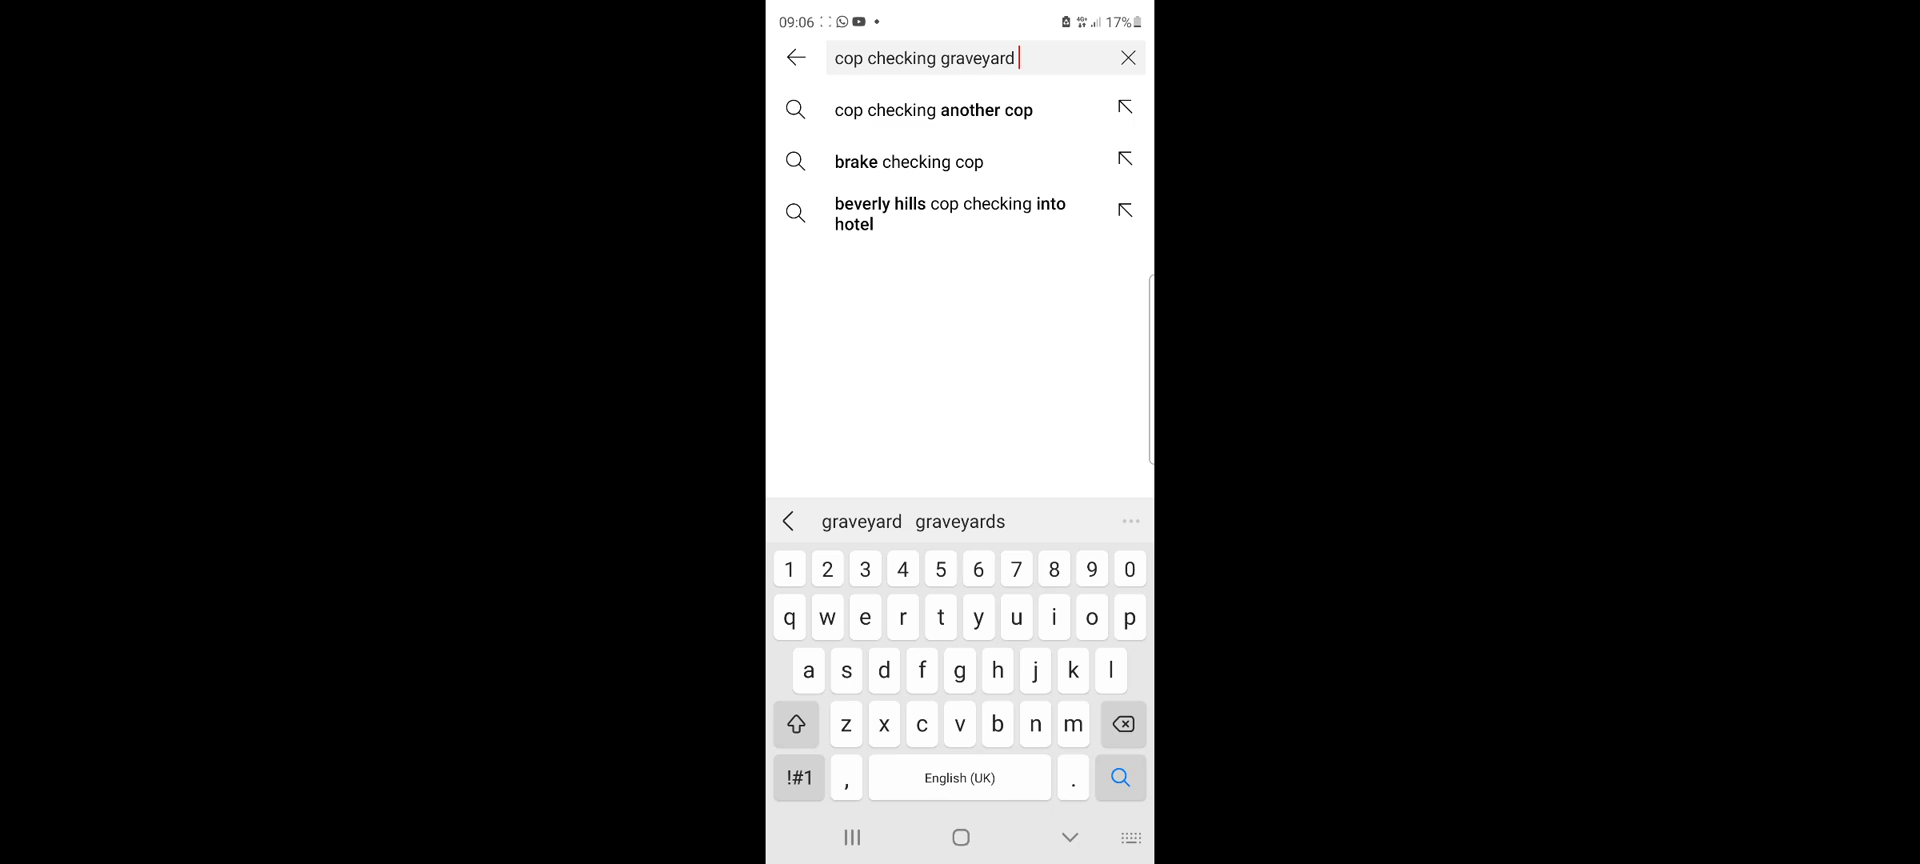 09:06 17%
cop checking graveyard
cop checking another cop
brake checking cop
beverly hills cop checking into
hotel
graveyard graveyards
1 2 3 4 5 6 7 8 9 0
q w e r t y u i o p
a s d f g h j k l
z x c v b n m
!#1 , English (UK) .